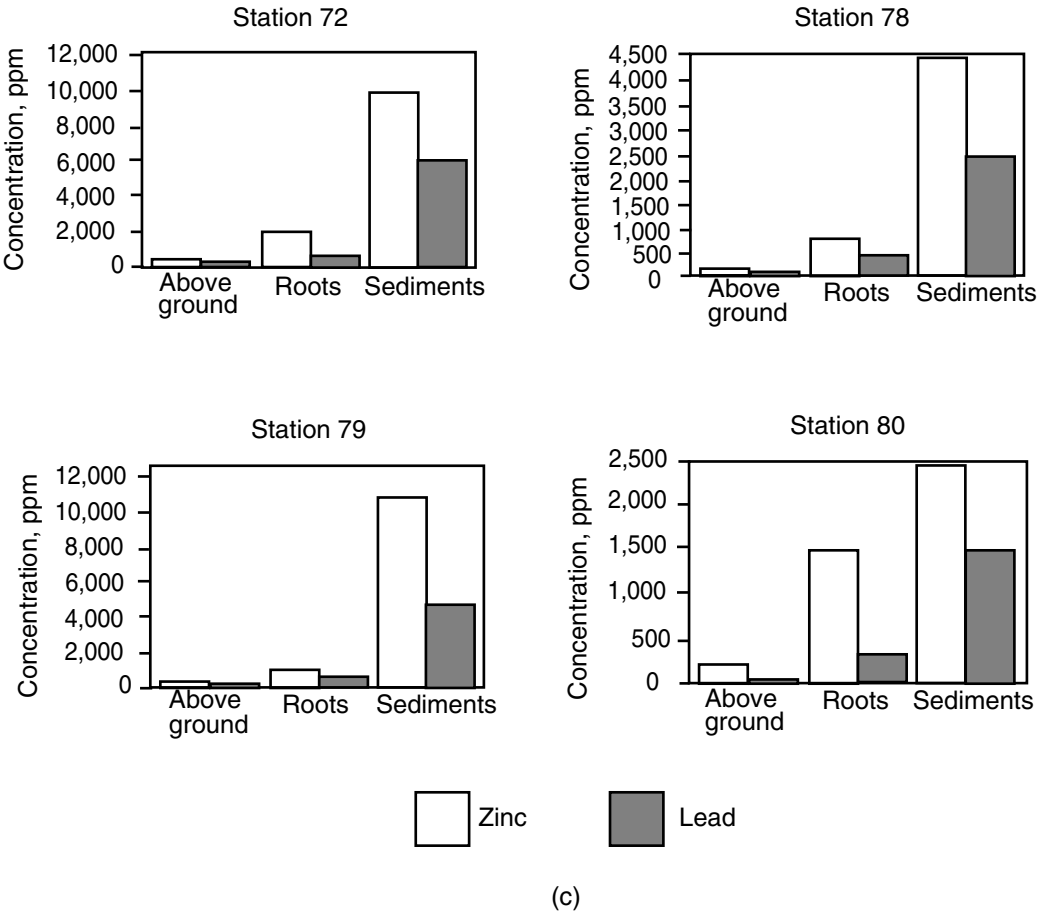 Station 72
Concentration, ppm
12,000
10,000
8,000
6,000
4,000
2,000
0
Above
ground
Roots
Sediments
Station 78
Concentration, ppm
4,500
4,000
3,500
3,000
2,500
2,000
1,500
1,000
500
0
Above
ground
Roots
Sediments
Station 79
Concentration, ppm
12,000
10,000
8,000
6,000
4,000
2,000
0
Above
ground
Roots
Sediments
Station 80
Concentration, ppm
2,500
2,000
1,500
1,000
500
0
Above
ground
Roots
Sediments
Zinc
Lead
(c)